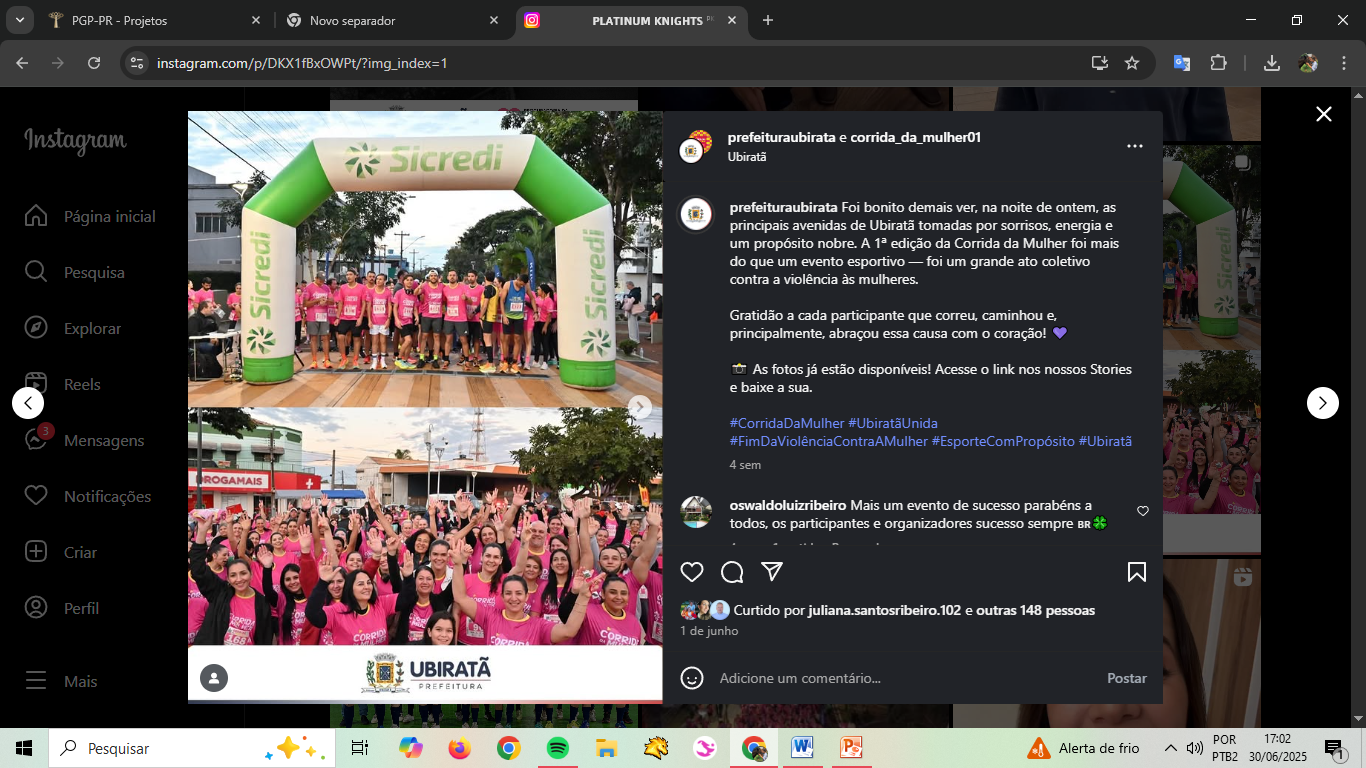 PGP-PR - Projetos
Novo separador
PLATINUM KNIGHTS
instagram.com/p/DKX1fBxOWPt/?img_index=1
Instagram
Página inicial
Pesquisa
Explorar
Reels
3
Mensagens
Notificações
Criar
Perfil
Mais
Sicredi
Sicredi
Sicredi
DROGAMAIS
168
CORRIDA
UBIRATÃ
PREFEITURA
prefeituraubirata e corrida_da_mulher01
Ubiratã
prefeituraubirata Foi bonito demais ver, na noite de ontem, as
principais avenidas de Ubiratã tomadas por sorrisos, energia e
um propósito nobre. A 1ª edição da Corrida da Mulher foi mais
do que um evento esportivo — foi um grande ato coletivo
contra a violência às mulheres.
Gratidão a cada participante que correu, caminhou e,
principalmente, abraçou essa causa com o coração! 💜
📸 As fotos já estão disponíveis! Acesse o link nos nossos Stories
e baixe a sua.
#CorridaDaMulher #UbiratãUnida
#FimDaViolênciaContraAMulher #EsporteComPropósito #Ubiratã
4 sem
oswaldoluizribeiro Mais um evento de sucesso parabéns a
todos, os participantes e organizadores sucesso sempre 🇧🇷🍀
Curtido por juliana.santosribeiro.102 e outras 148 pessoas
1 de junho
Adicione um comentário...
Postar
Pesquisar
Alerta de frio
POR
PTB2
17:02
30/06/2025
1